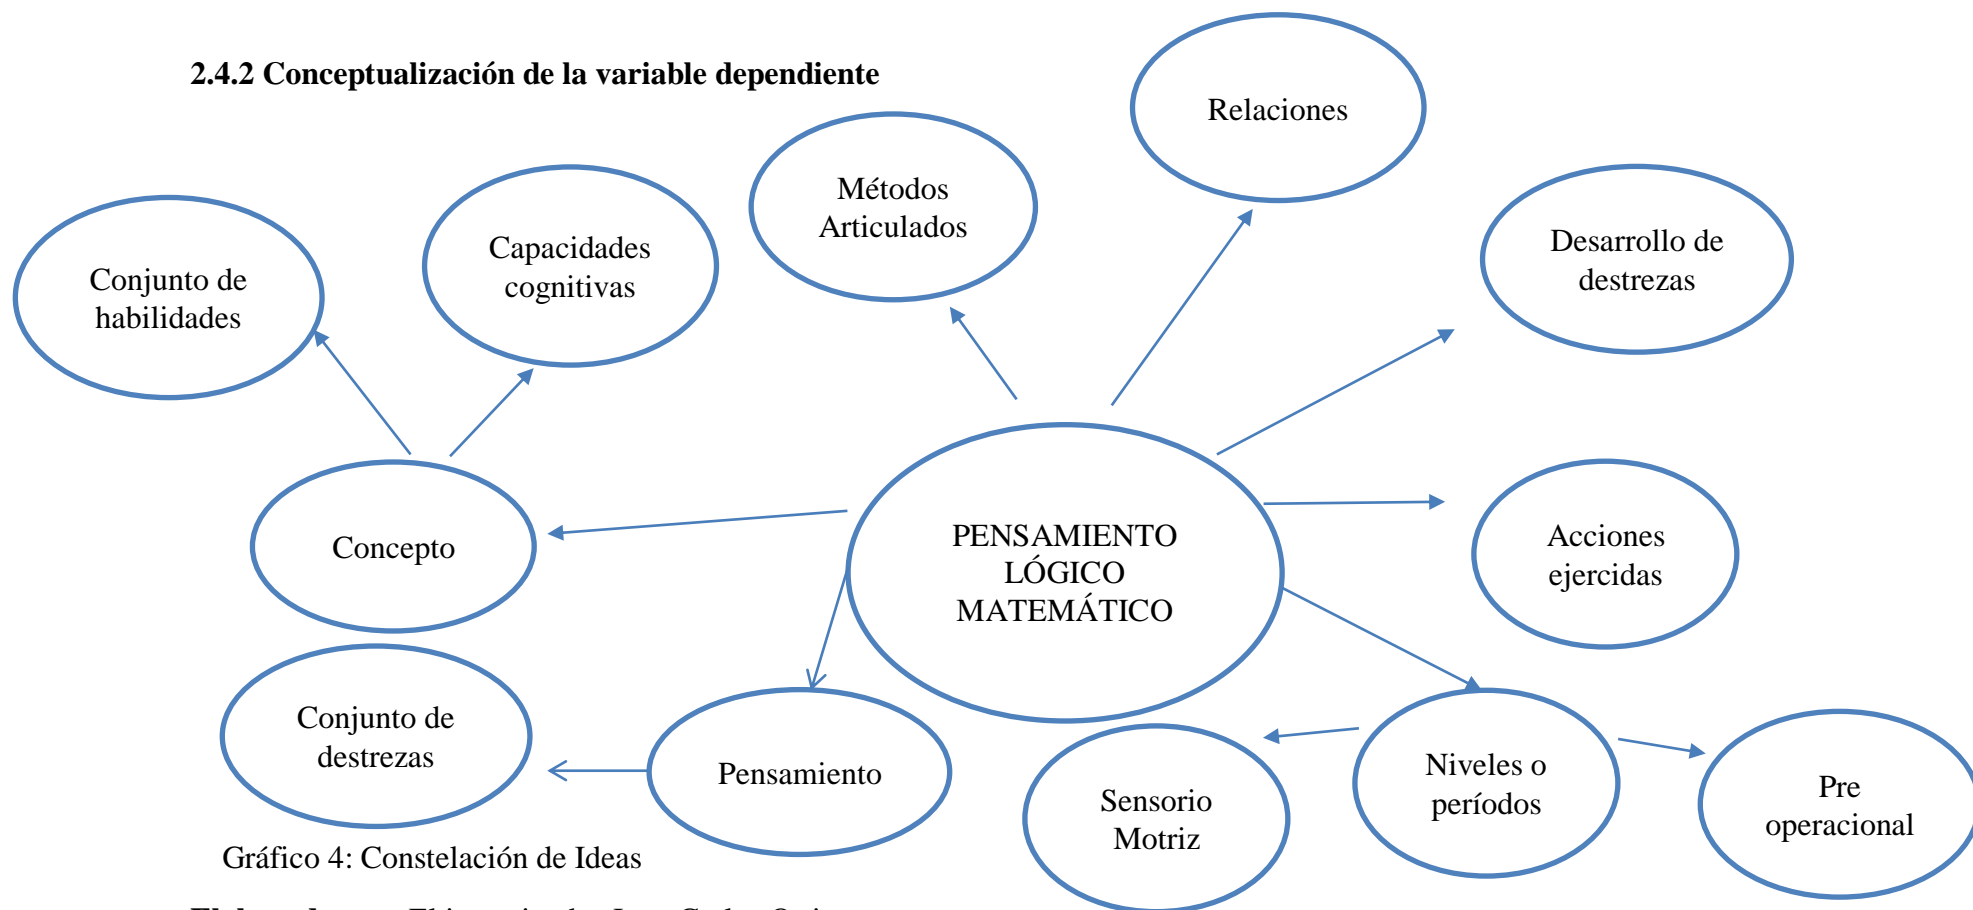 2.4.2 Conceptualización de la variable dependiente
Relaciones
Métodos
Articulados
Desarrollo de
destrezas
Capacidades
cognitivas
Conjunto de
habilidades
PENSAMIENTO
LÓGICO
MATEMÁTICO
Concepto
Acciones
ejercidas
Conjunto de
destrezas
Pensamiento
Sensorio
Motriz
Niveles o
períodos
Pre
operacional
Gráfico 4: Constelación de Ideas